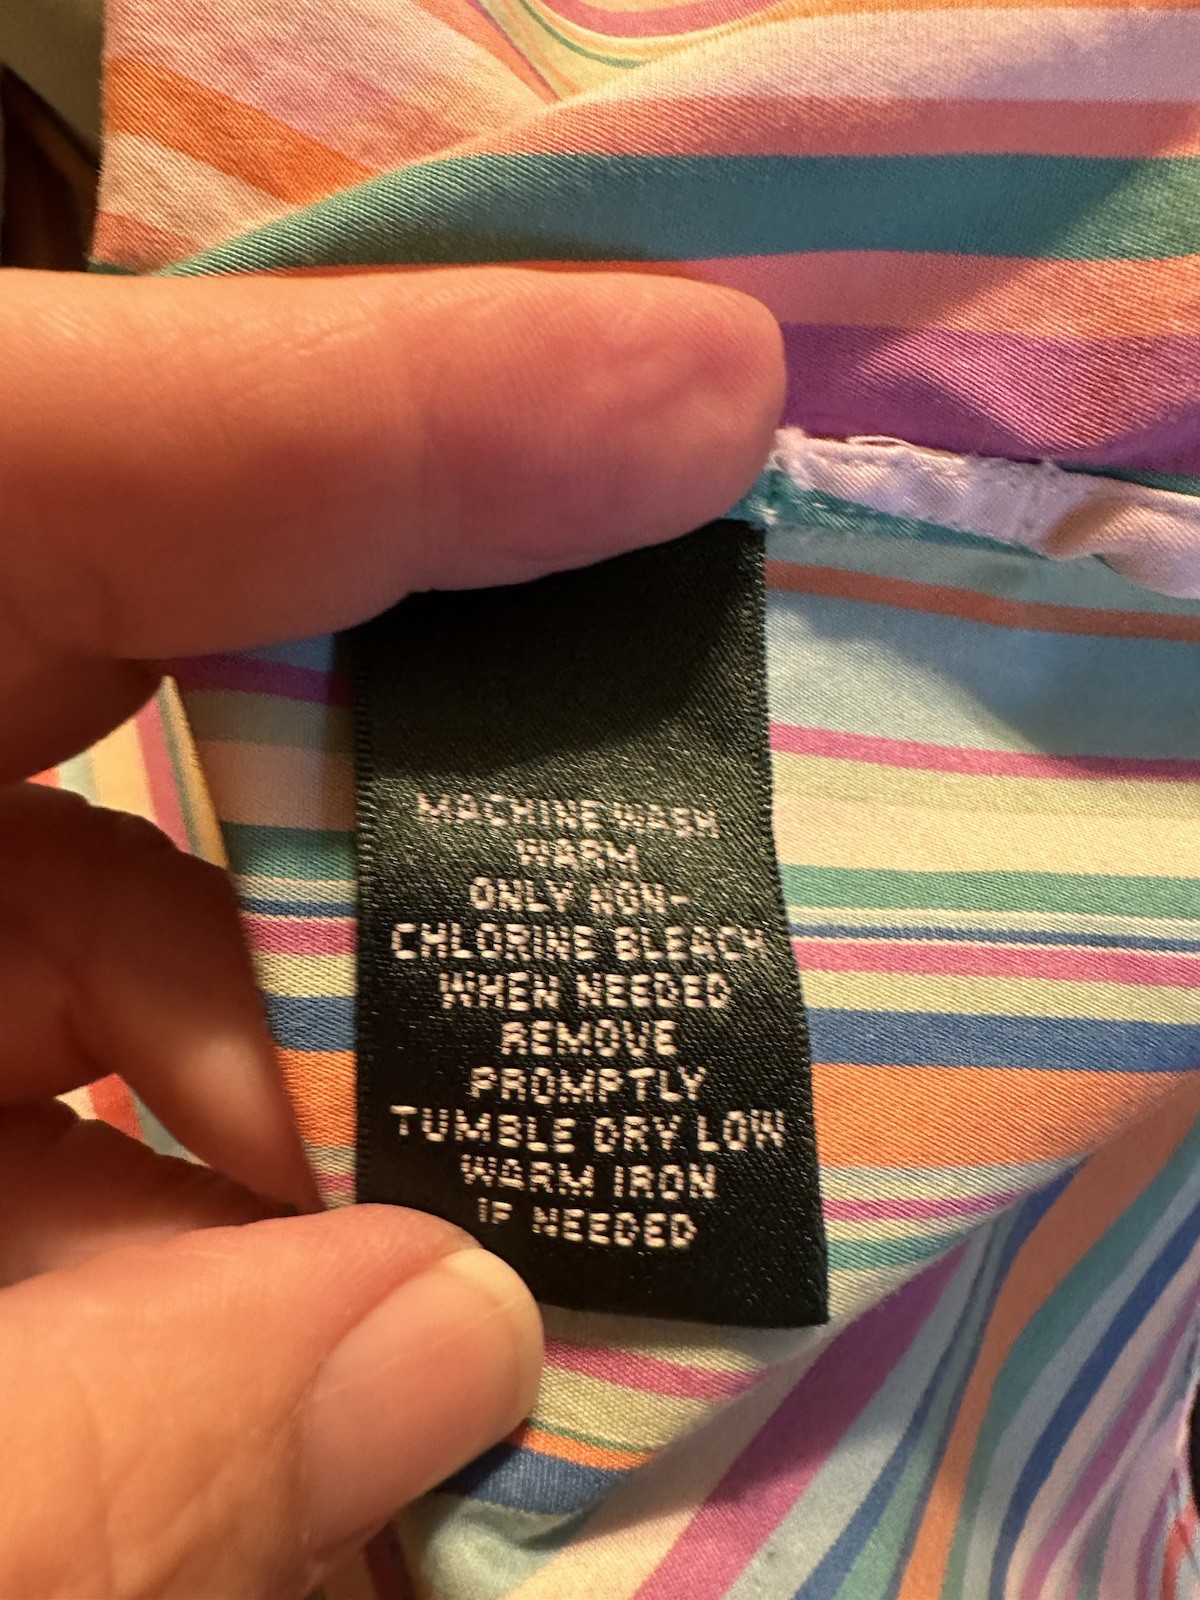 MACHINE WASH
WARM
ONLY NON-
CHLORINE BLEACH
WHEN NEEDED
REMOVE
PROMPTLY
TUMBLE DRY LOW
WARM IRON
IF NEEDED